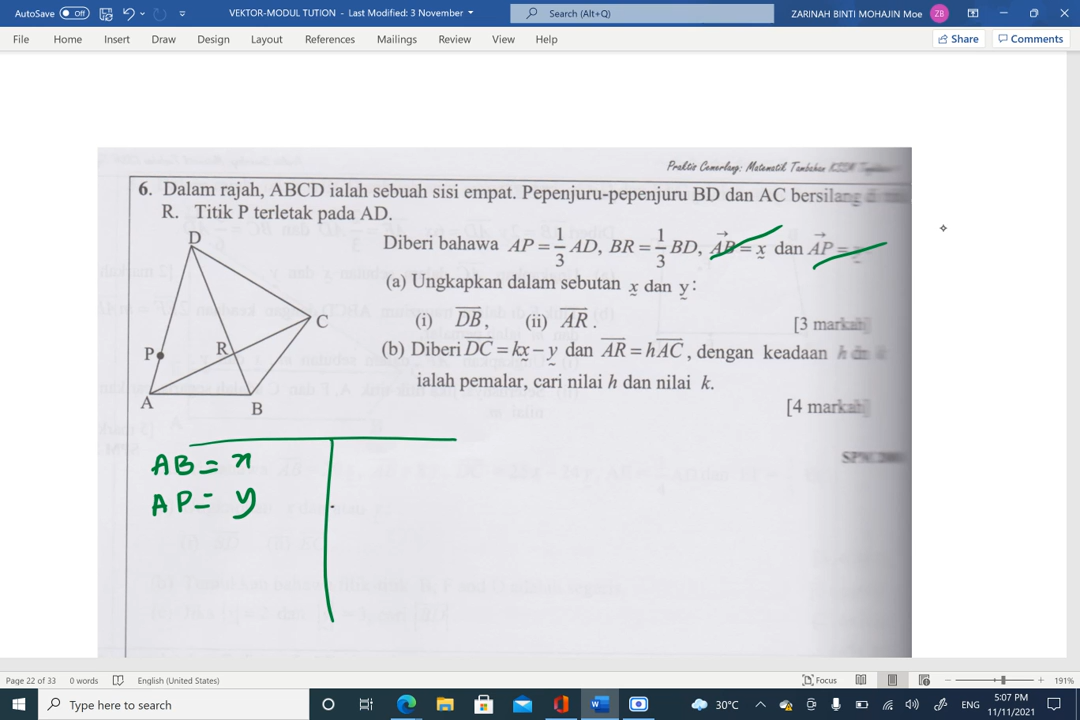 AutoSave Off VEKTOR-MODUL TUTION - Last Modified: 3 November Search (Alt+Q) ZARINAH BINTI MOHAJIN Moe ZB
File Home Insert Draw Design Layout References Mailings Review View Help Share Comments
Praktis Cemerlang: Matematik Tambahan KSSM
6. Dalam rajah, ABCD ialah sebuah sisi empat. Pepenjuru-pepenjuru BD dan AC bersilang di
R. Titik P terletak pada AD.
Diberi bahawa AP = 1/3 AD, BR = 1/3 BD, AB = x dan AP = y
(a) Ungkapkan dalam sebutan x dan y:
(i) DB, (ii) AR.
[3 markah]
(b) Diberi DC = kx − y dan AR = hAC, dengan keadaan h dan k
ialah pemalar, cari nilai h dan nilai k.
[4 markah]
D
C
P
R
A
B
AB = x
AP = y
Page 22 of 33 0 words English (United States) Focus 191%
Type here to search 30°C ENG 5:07 PM
11/11/2021